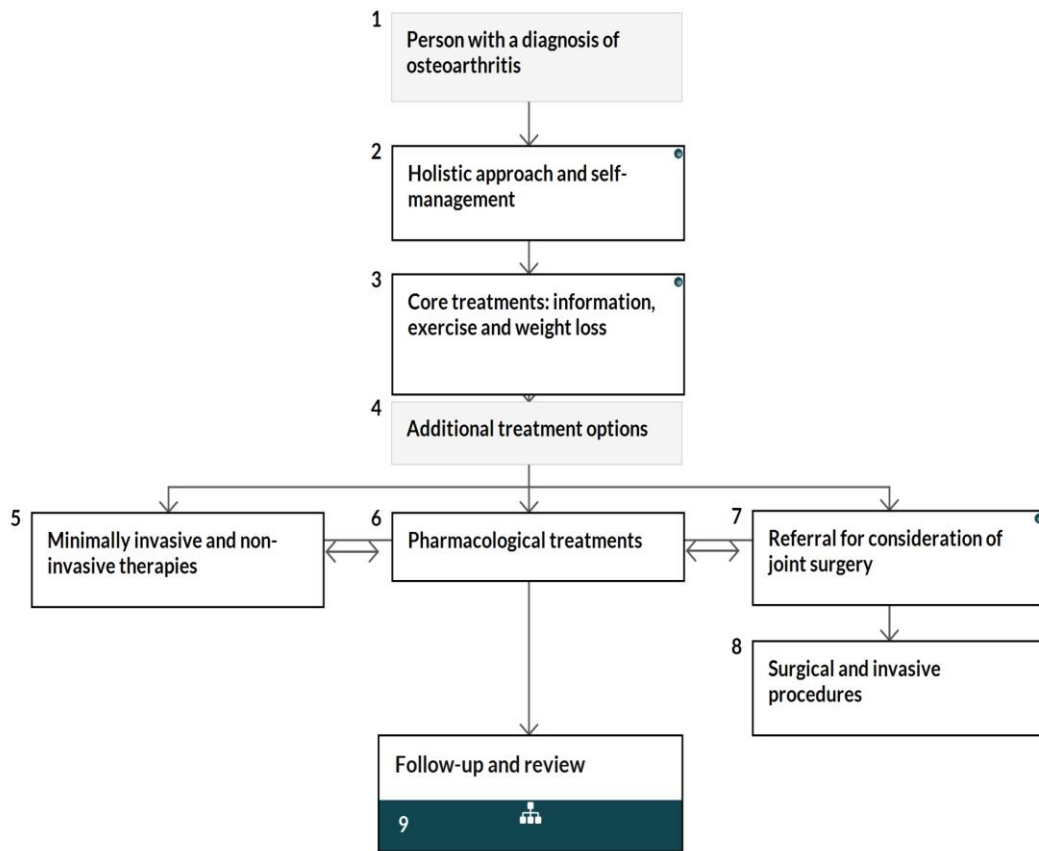 1
Person with a diagnosis of
osteoarthritis
2
Holistic approach and self-
management
3
Core treatments: information,
exercise and weight loss
4
Additional treatment options
5
Minimally invasive and non-
invasive therapies
6
Pharmacological treatments
7
Referral for consideration of
joint surgery
8
Surgical and invasive
procedures
Follow-up and review
9